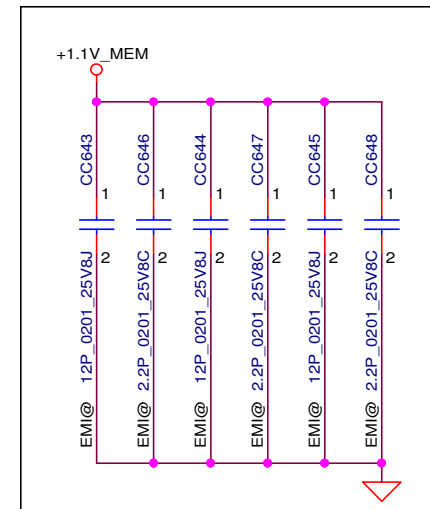 +1.1V_MEM
CC643
CC646
CC644
CC647
CC645
CC648
1
1
1
1
1
1
2
2
2
2
2
2
EMI@ 12P_0201_25V8J
EMI@ 2.2P_0201_25V8C
EMI@ 12P_0201_25V8J
EMI@ 2.2P_0201_25V8C
EMI@ 12P_0201_25V8J
EMI@ 2.2P_0201_25V8C